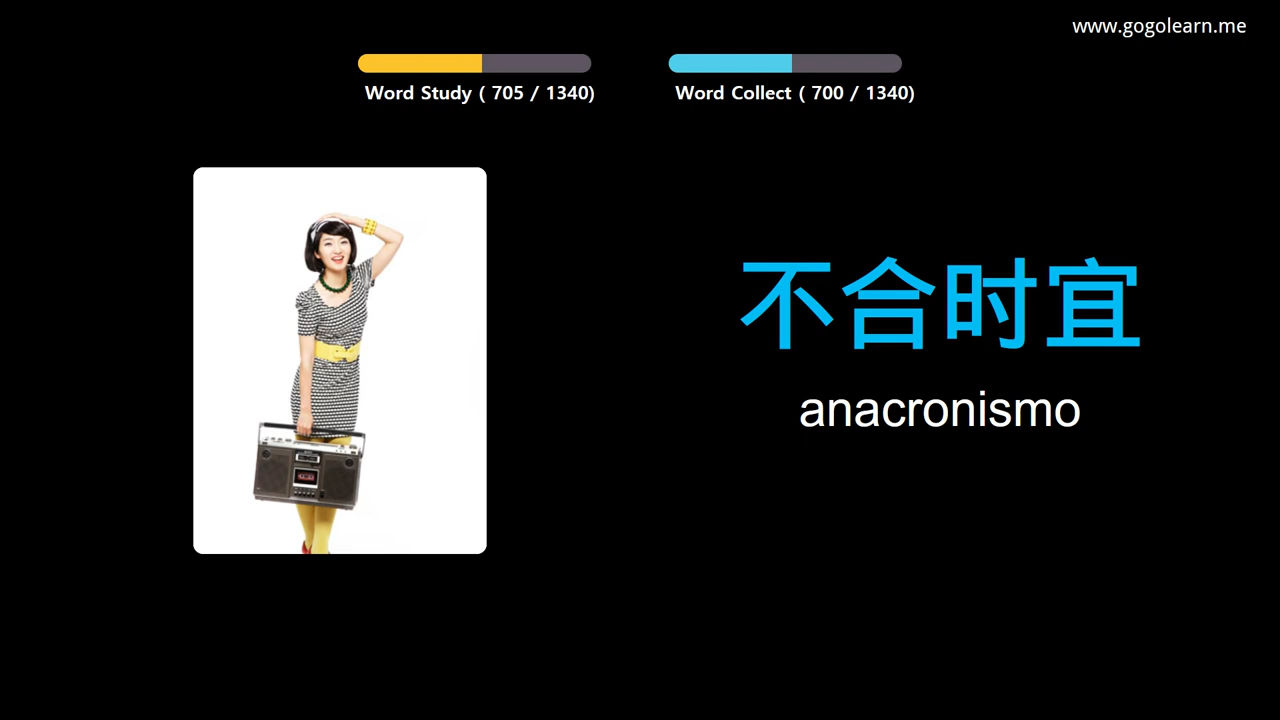 www.gogolearn.me
Word Study ( 705 / 1340)
Word Collect ( 700 / 1340)
不合时宜
anacronismo